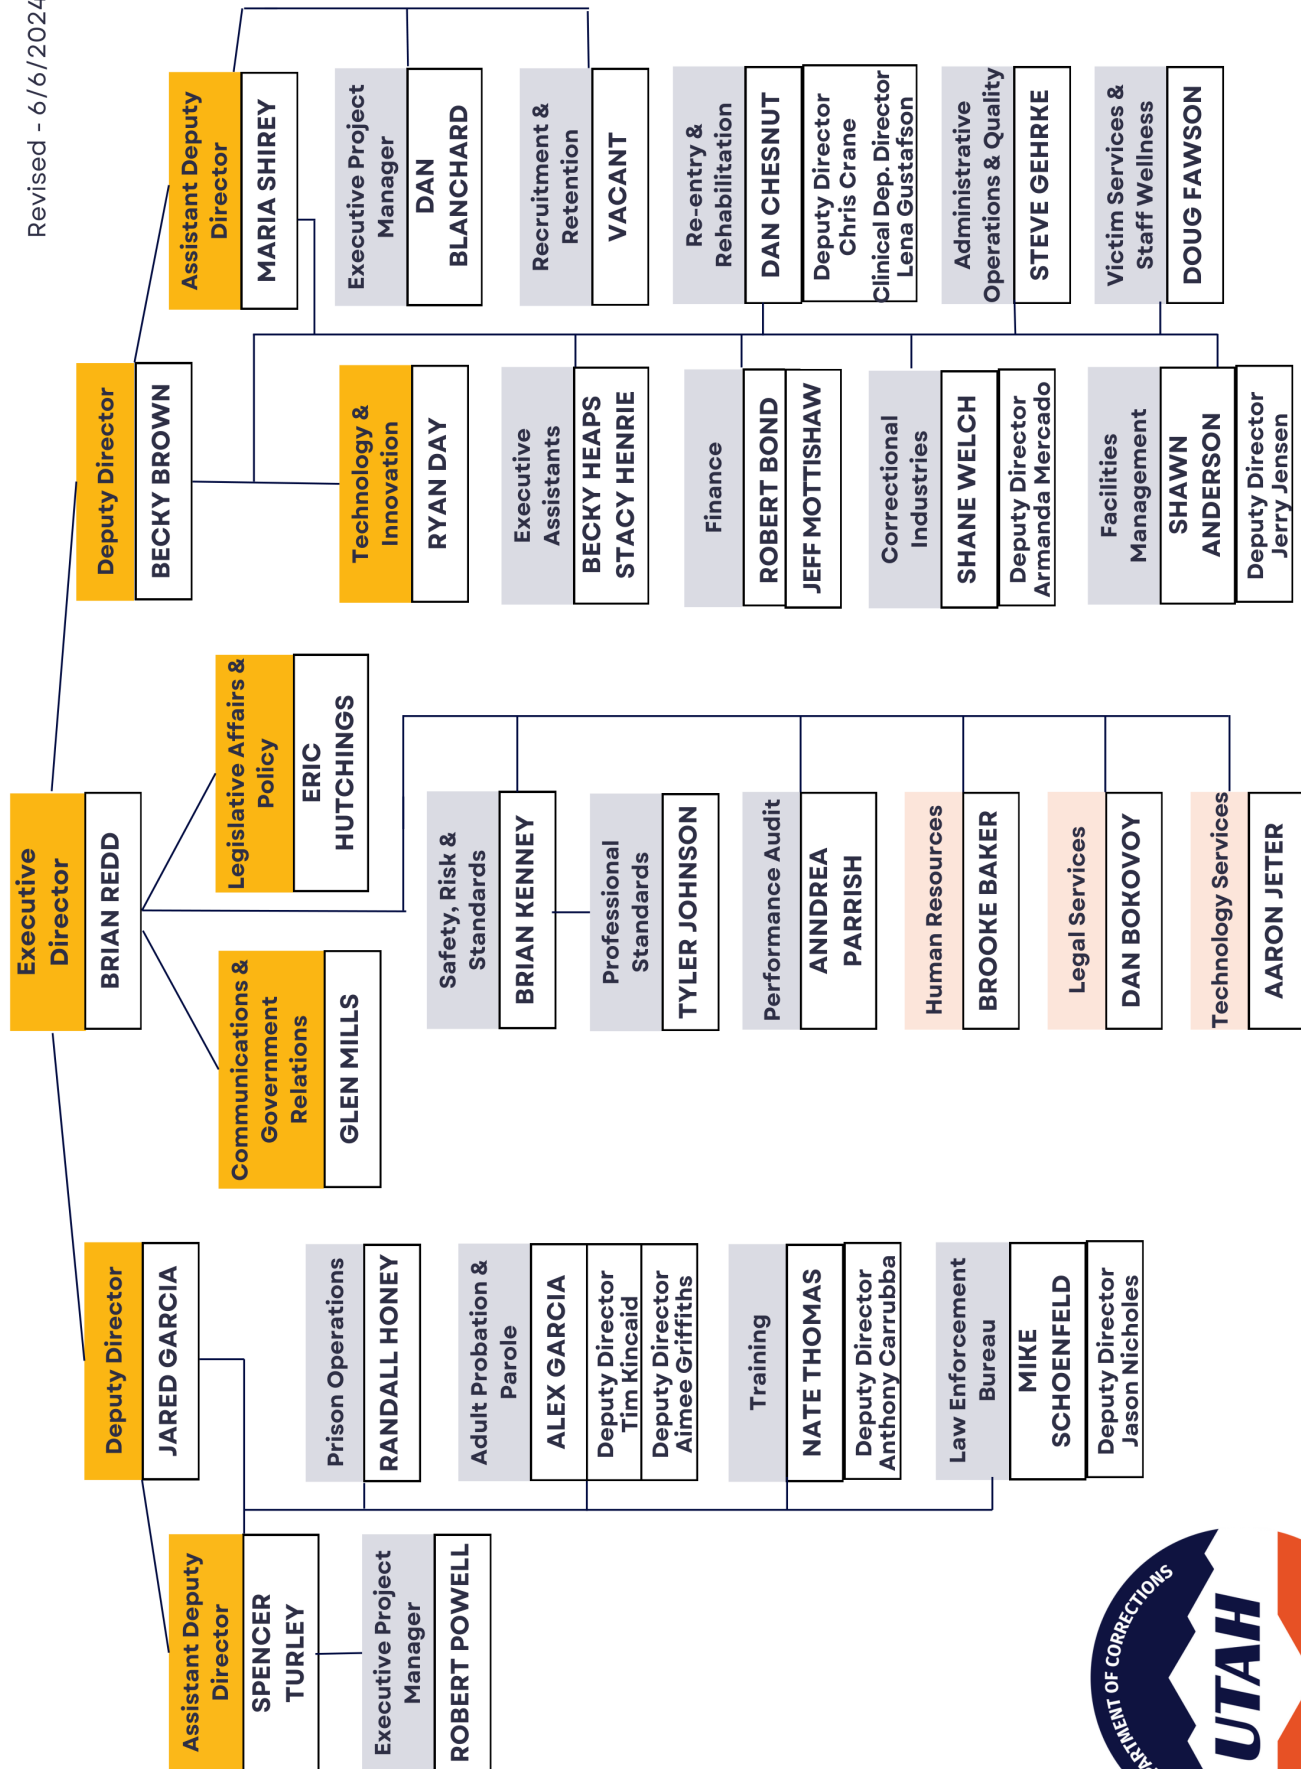 Revised - 6/6/2024
Executive
Director
BRIAN REDD
Deputy Director
JARED GARCIA
Deputy Director
BECKY BROWN
Assistant Deputy
Director
SPENCER
TURLEY
Executive Project
Manager
ROBERT POWELL
Prison Operations
RANDALL HONEY
Adult Probation &
Parole
ALEX GARCIA
Deputy Director
Tim Kincaid
Deputy Director
Aimee Griffiths
Training
NATE THOMAS
Deputy Director
Anthony Carrubba
Law Enforcement
Bureau
MIKE
SCHOENFELD
Deputy Director
Jason Nicholes
Communications &
Government
Relations
GLEN MILLS
Legislative Affairs &
Policy
ERIC
HUTCHINGS
Safety, Risk &
Standards
BRIAN KENNEY
Professional
Standards
TYLER JOHNSON
Performance Audit
ANNDREA
PARRISH
Human Resources
BROOKE BAKER
Legal Services
DAN BOKOVOY
Technology Services
AARON JETER
Technology &
Innovation
RYAN DAY
Executive
Assistants
BECKY HEAPS
STACY HENRIE
Finance
ROBERT BOND
JEFF MOTTISHAW
Correctional
Industries
SHANE WELCH
Deputy Director
Armanda Mercado
Facilities
Management
SHAWN
ANDERSON
Deputy Director
Jerry Jensen
Assistant Deputy
Director
MARIA SHIREY
Executive Project
Manager
DAN
BLANCHARD
Recruitment &
Retention
VACANT
Re-entry &
Rehabilitation
DAN CHESNUT
Deputy Director
Chris Crane
Clinical Dep. Director
Lena Gustafson
Administrative
Operations & Quality
STEVE GEHRKE
Victim Services &
Staff Wellness
DOUG FAWSON
OF CORRECTIONS
UTAH